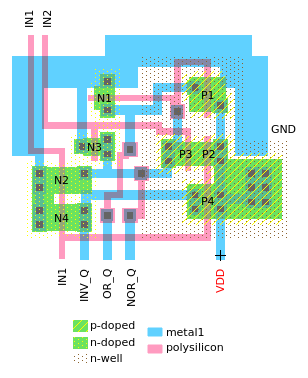 IN1
IN2
N1
P1
GND
N3
P3 P2
N2
P4
N4
IN1
INV_Q
OR_Q
NOR_Q
VDD
p-doped
n-doped
n-well
metal1
polysilicon